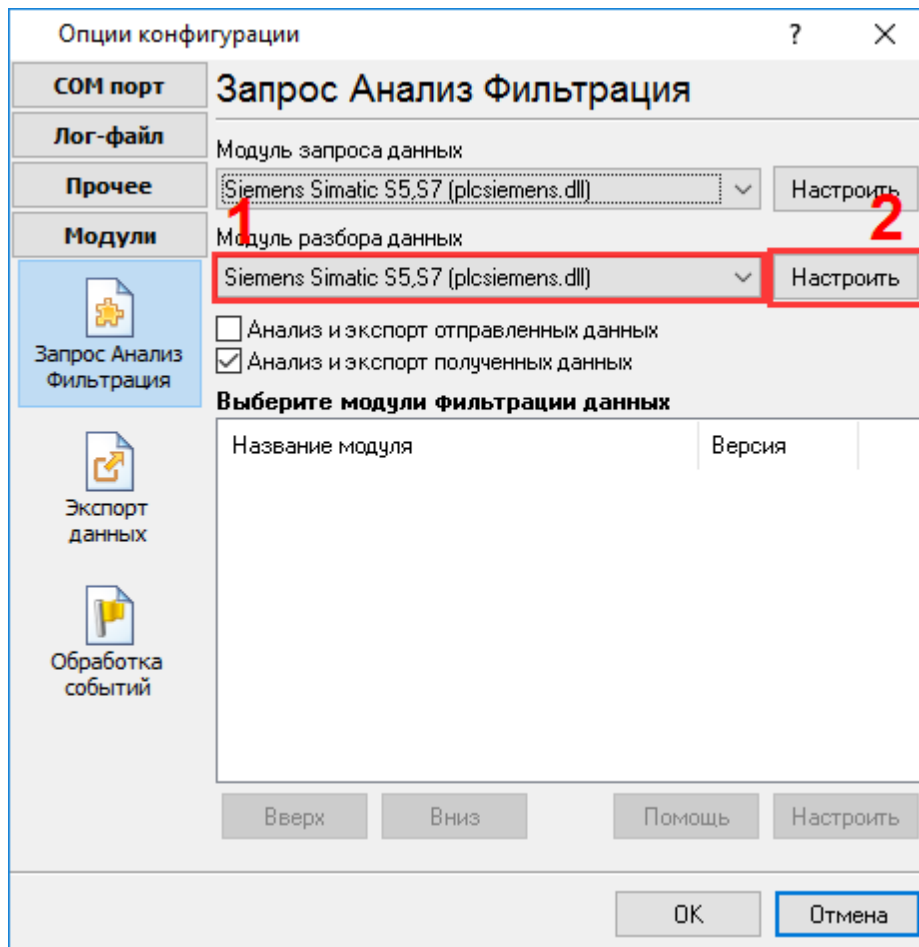 Опции конфигурации
?
COM порт
Лог-файл
Прочее
Модули
Запрос Анализ
Фильтрация
Экспорт
данных
Обработка
событий
Запрос Анализ Фильтрация
Модуль запроса данных
Siemens Simatic S5,S7 (plcsiemens.dll)
Настроить
1
2
Модуль разбора данных
Siemens Simatic S5,S7 (plcsiemens.dll)
Настроить
Анализ и экспорт отправленных данных
Анализ и экспорт полученных данных
Выберите модули фильтрации данных
Название модуля
Версия
Вверх
Вниз
Помощь
Настроить
OK
Отмена